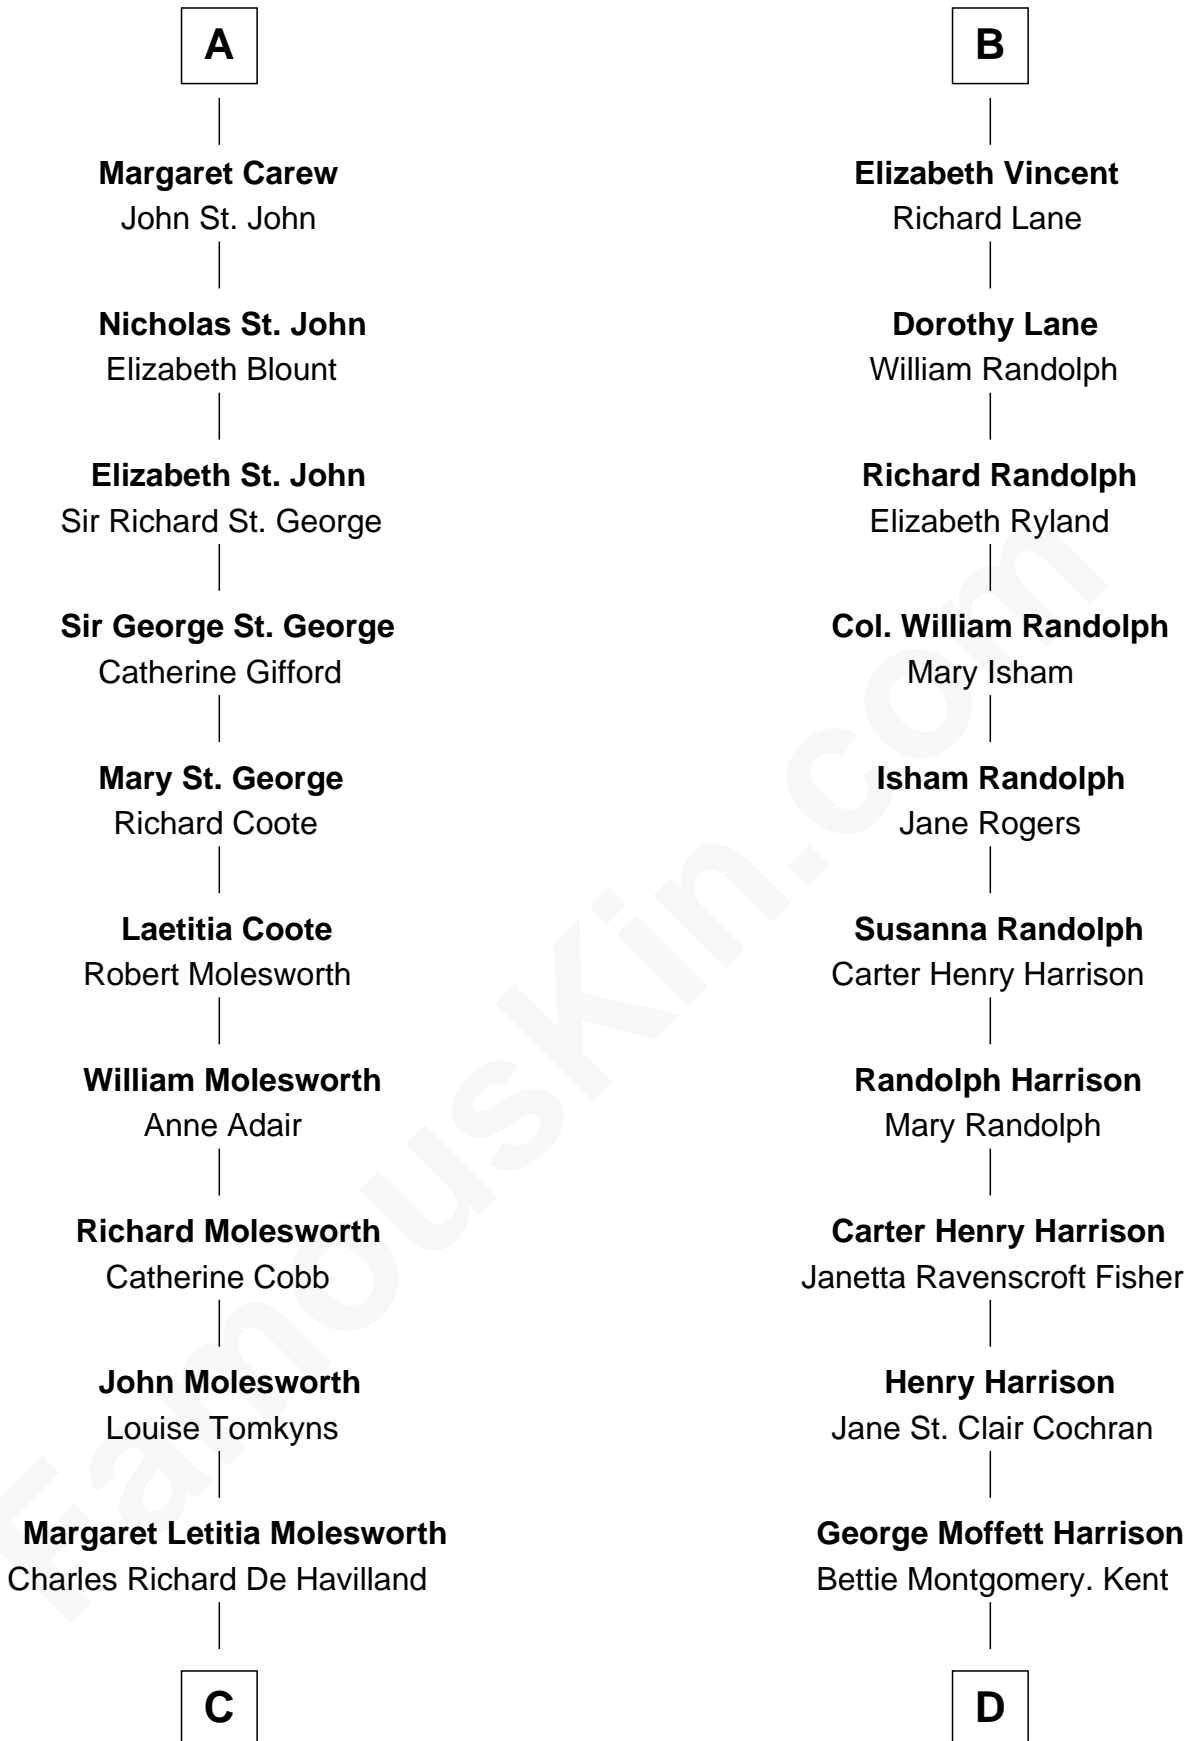 A
Margaret Carew
John St. John
Nicholas St. John
Elizabeth Blount
Elizabeth St. John
Sir Richard St. George
Sir George St. George
Catherine Gifford
Mary St. George
Richard Coote
Laetitia Coote
Robert Molesworth
William Molesworth
Anne Adair
Richard Molesworth
Catherine Cobb
John Molesworth
Louise Tomkyns
Margaret Letitia Molesworth
Charles Richard De Havilland
C
B
Elizabeth Vincent
Richard Lane
Dorothy Lane
William Randolph
Richard Randolph
Elizabeth Ryland
Col. William Randolph
Mary Isham
Isham Randolph
Jane Rogers
Susanna Randolph
Carter Henry Harrison
Randolph Harrison
Mary Randolph
Carter Henry Harrison
Janetta Ravenscroft Fisher
Henry Harrison
Jane St. Clair Cochran
George Moffett Harrison
Bettie Montgomery. Kent
D
FamousKin.com